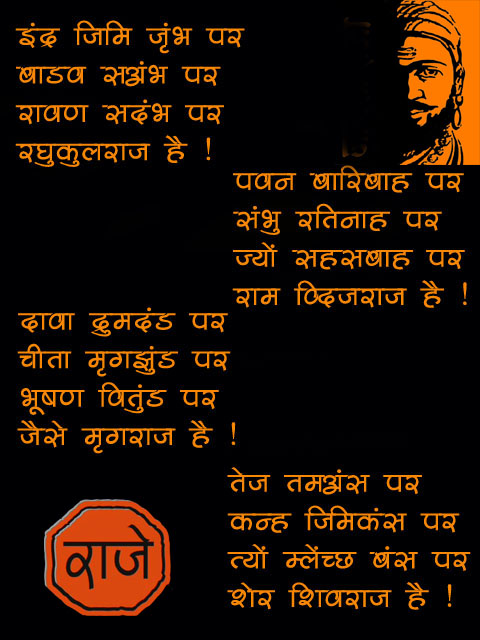 इंद्र जिमि जृंभ पर
बाडव सअंभ पर
रावण सदंभ पर
रघुकुलराज है !
पवन बारिबाह पर
संभु रतिनाह पर
ज्यों सहसबाह पर
राम व्दिजराज है !
दावा द्रुमदंड पर
चीता मृगझुंड पर
भूषण वितुंड पर
जैसे मृगराज है !
तेज तमअंस पर
कन्ह जिमिकंस पर
त्यों म्लेंच्छ बंस पर
शेर शिवराज है !
राजे